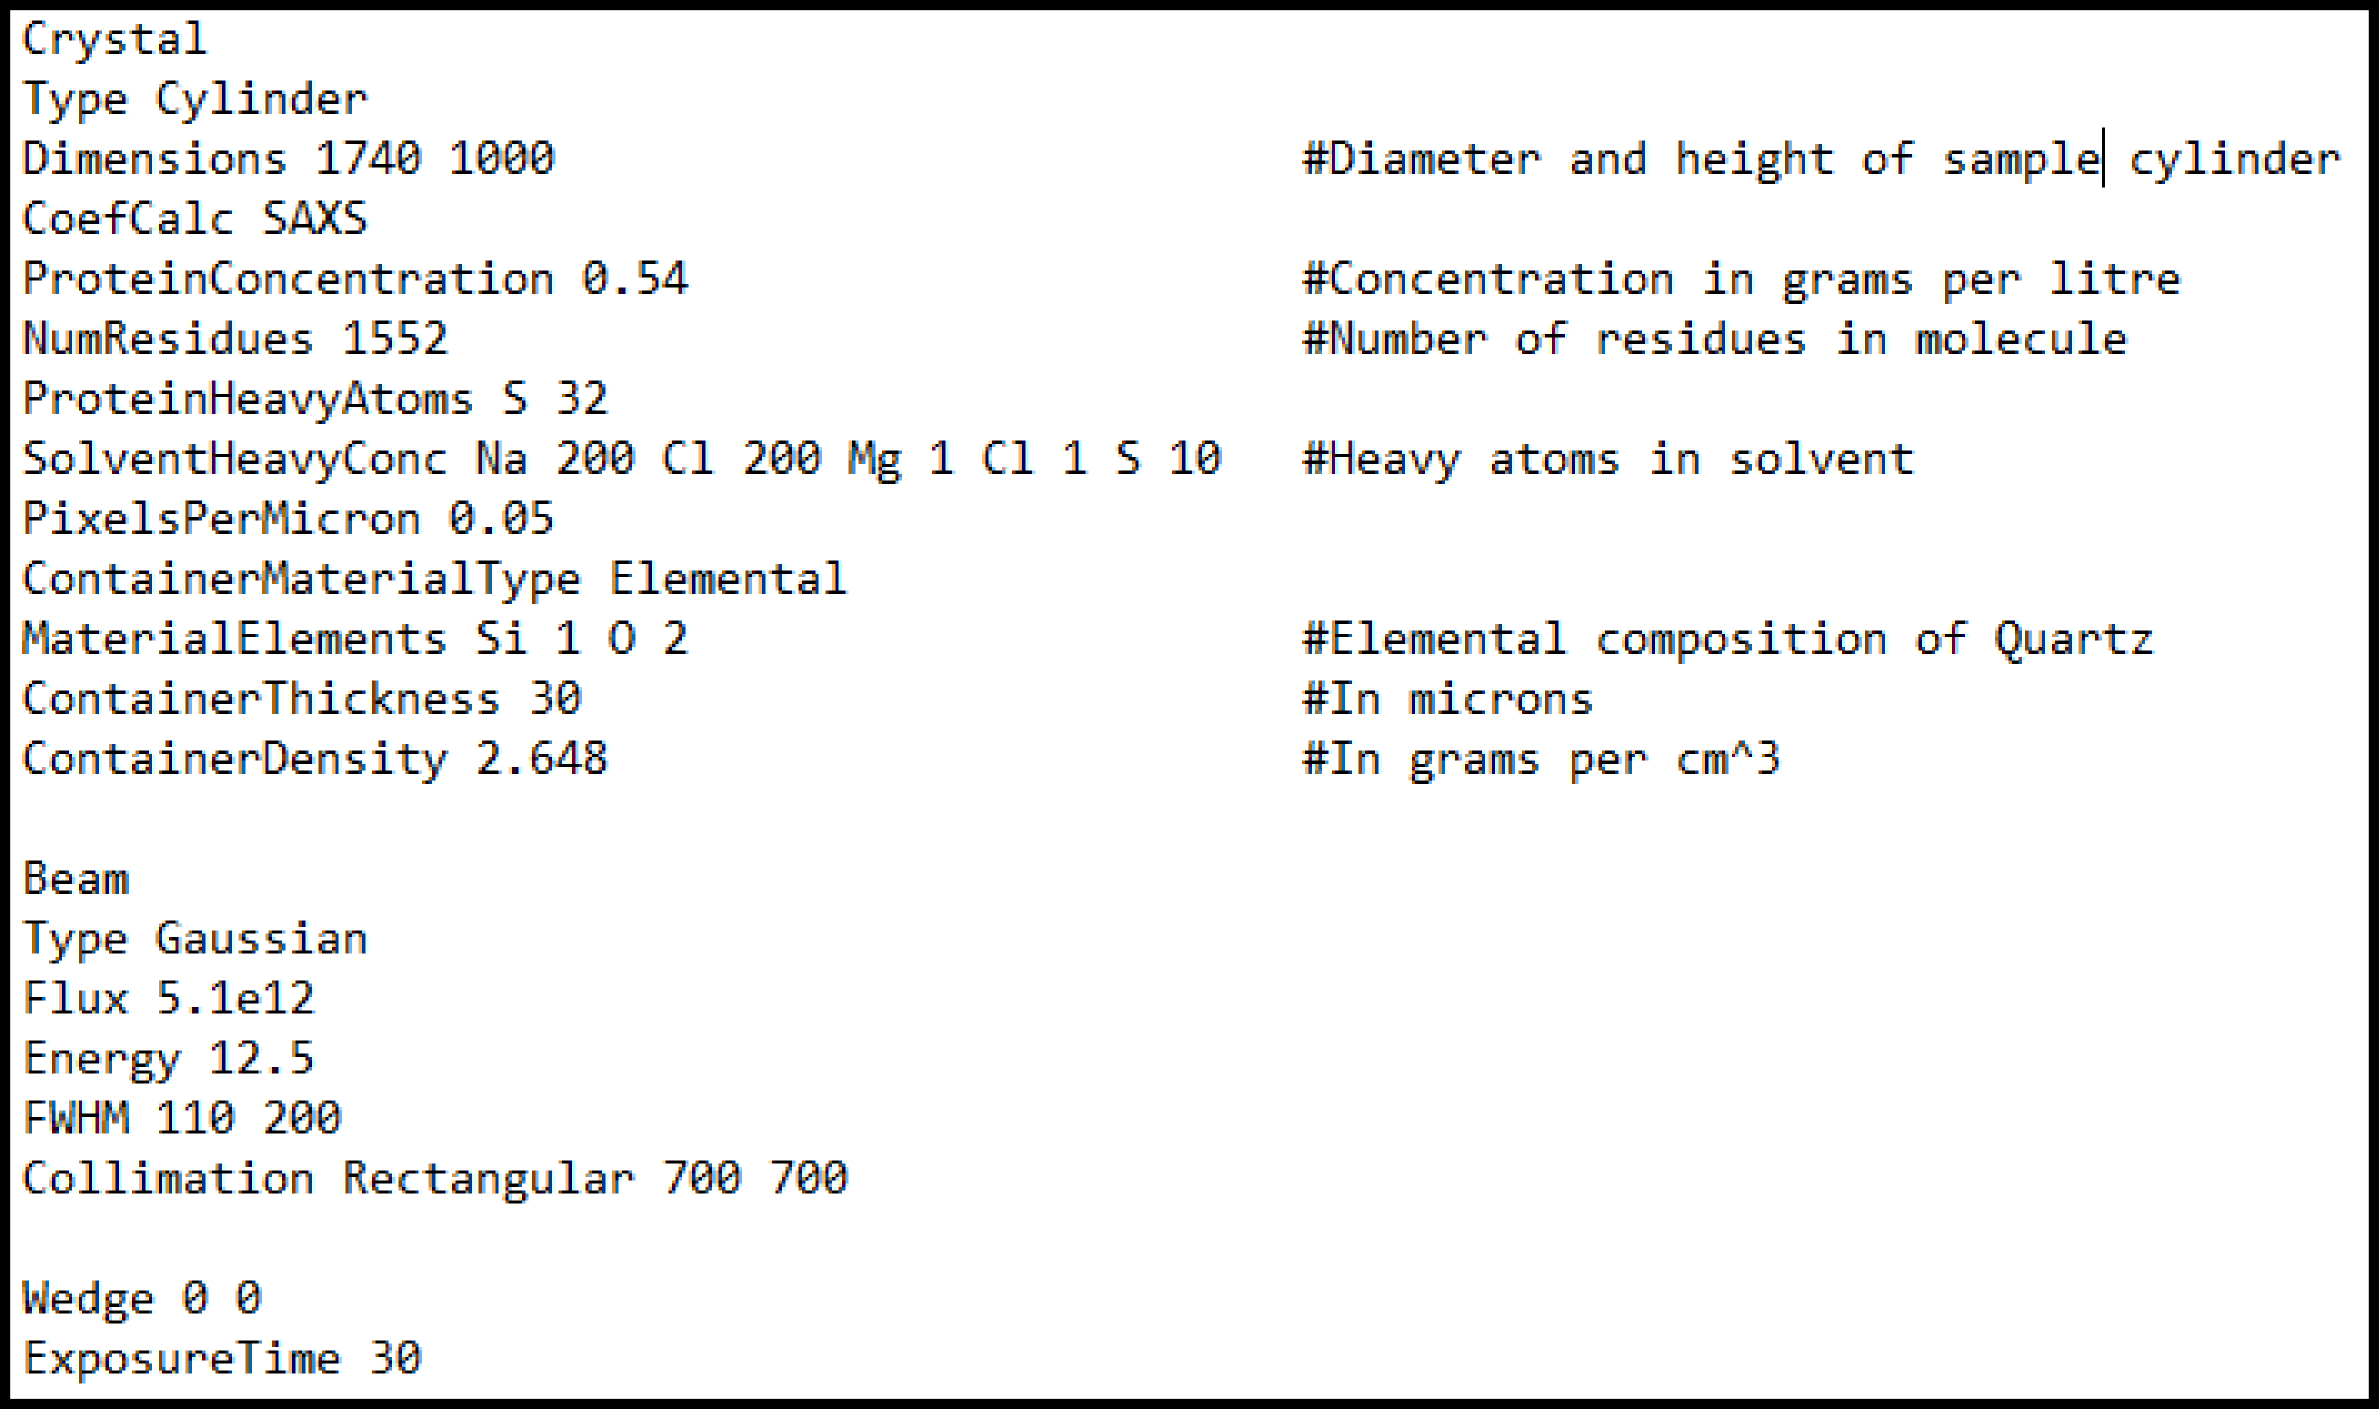 Crystal
Type Cylinder
Dimensions 1740 1000 #Diameter and height of sample cylinder
CoefCalc SAXS
ProteinConcentration 0.54 #Concentration in grams per litre
NumResidues 1552 #Number of residues in molecule
ProteinHeavyAtoms S 32
SolventHeavyConc Na 200 Cl 200 Mg 1 Cl 1 S 10 #Heavy atoms in solvent
PixelsPerMicron 0.05
ContainerMaterialType Elemental
MaterialElements Si 1 O 2 #Elemental composition of Quartz
ContainerThickness 30 #In microns
ContainerDensity 2.648 #In grams per cm^3
Beam
Type Gaussian
Flux 5.1e12
Energy 12.5
FWHM 110 200
Collimation Rectangular 700 700
Wedge 0 0
ExposureTime 30